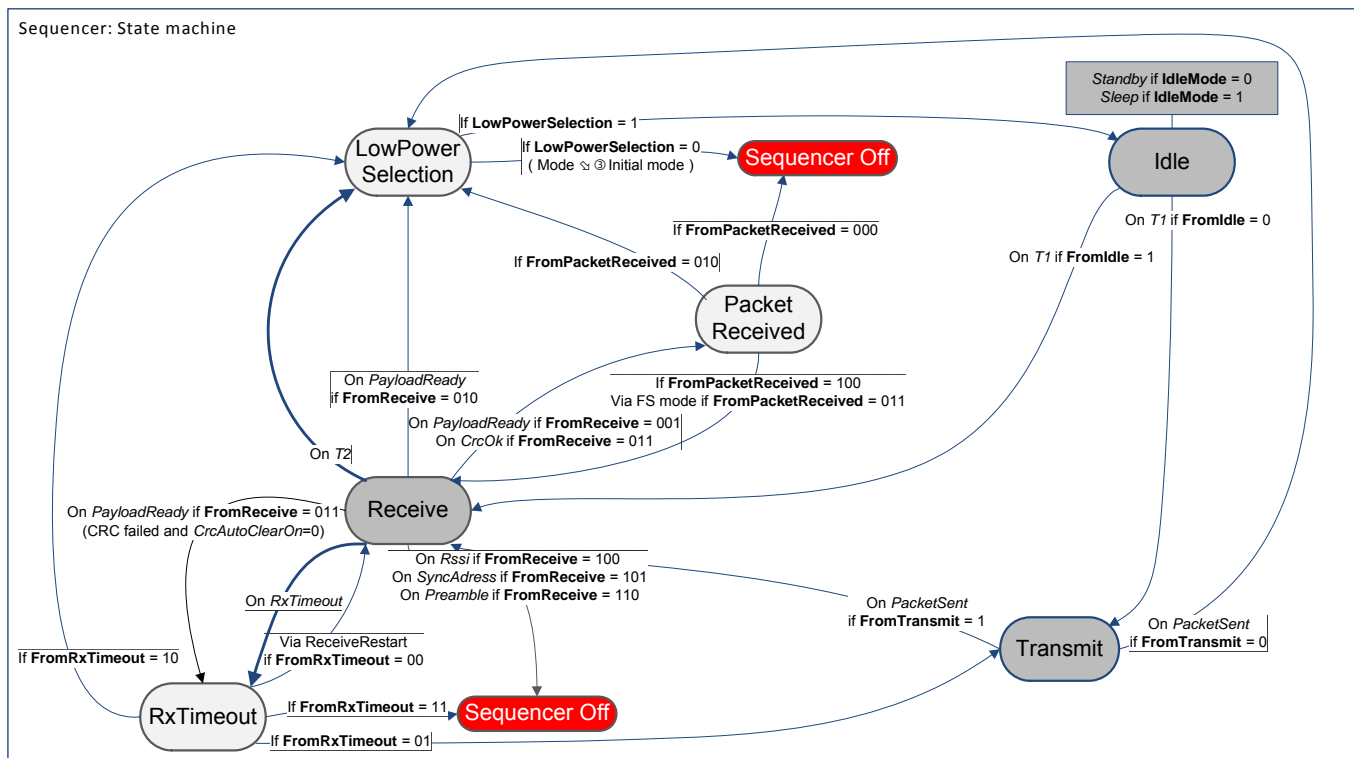 Sequencer: State machine
Standby if IdleMode = 0
Sleep if IdleMode = 1
If LowPowerSelection = 1
LowPower
Selection
If LowPowerSelection = 0
( Mode ⇘ ③ Initial mode )
Sequencer Off
Idle
On T1 if FromIdle = 0
If FromPacketReceived = 000
On T1 if FromIdle = 1
If FromPacketReceived = 010
Packet
Received
On PayloadReady
if FromReceive = 010
If FromPacketReceived = 100
Via FS mode if FromPacketReceived = 011
On PayloadReady if FromReceive = 001
On CrcOk if FromReceive = 011
On T2
Receive
On PayloadReady if FromReceive = 011
(CRC failed and CrcAutoClearOn=0)
On Rssi if FromReceive = 100
On SyncAdress if FromReceive = 101
On Preamble if FromReceive = 110
On RxTimeout
On PacketSent
if FromTransmit = 1
On PacketSent
if FromTransmit = 0
Transmit
Via ReceiveRestart
if FromRxTimeout = 00
If FromRxTimeout = 10
RxTimeout
If FromRxTimeout = 11
Sequencer Off
If FromRxTimeout = 01